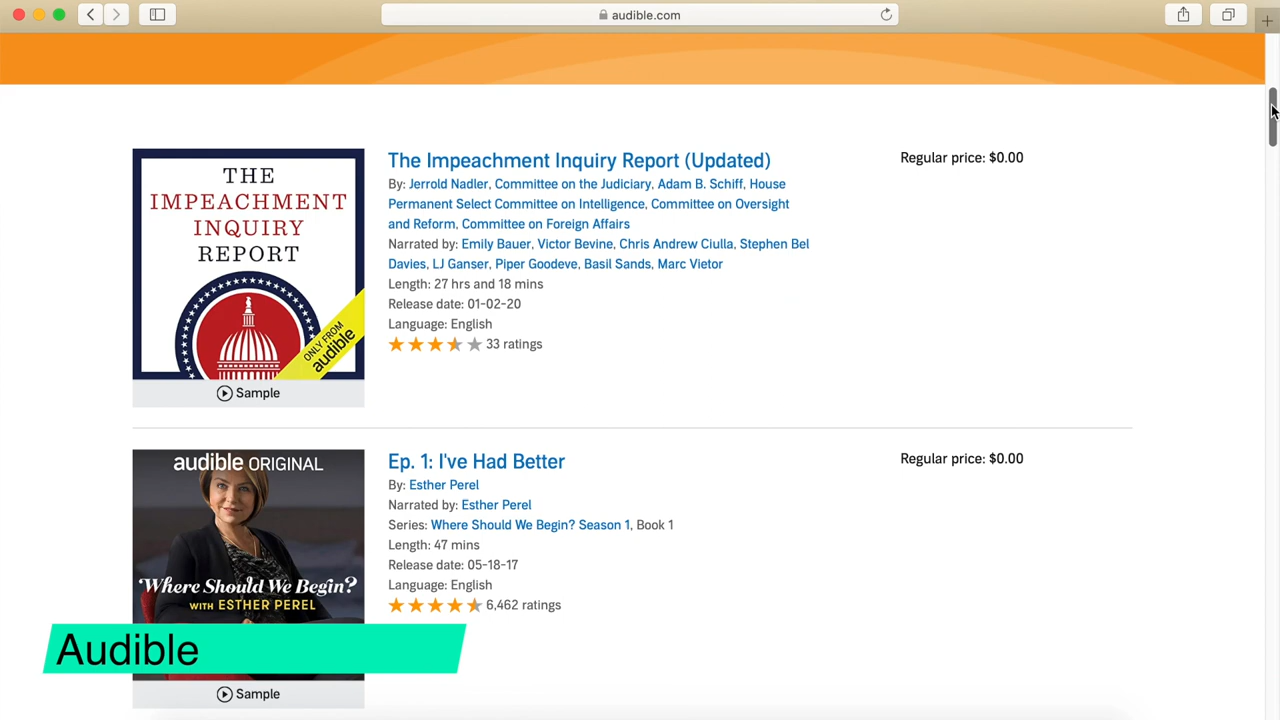 audible.com
THE
IMPEACHMENT
INQUIRY
REPORT
ONLY FROM
audible
Sample
The Impeachment Inquiry Report (Updated)
By: Jerrold Nadler, Committee on the Judiciary, Adam B. Schiff, House
Permanent Select Committee on Intelligence, Committee on Oversight
and Reform, Committee on Foreign Affairs
Narrated by: Emily Bauer, Victor Bevine, Chris Andrew Ciulla, Stephen Bel
Davies, LJ Ganser, Piper Goodeve, Basil Sands, Marc Vietor
Length: 27 hrs and 18 mins
Release date: 01-02-20
Language: English
33 ratings
Regular price: $0.00
audible ORIGINAL
Where Should We Begin?
WITH ESTHER PEREL
Sample
Ep. 1: I've Had Better
By: Esther Perel
Narrated by: Esther Perel
Series: Where Should We Begin? Season 1, Book 1
Length: 47 mins
Release date: 05-18-17
Language: English
6,462 ratings
Regular price: $0.00
Audible